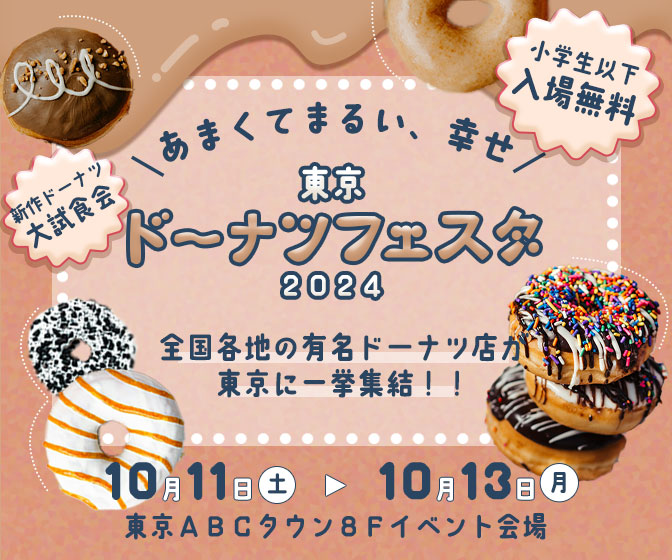 小学生以下
入場無料
あまくてまるい、幸せ
新作ドーナツ
大試食会
東京
ドーナツフェスタ
2024
全国各地の有名ドーナツ店が
東京に一挙集結！！
10月11日土 ▶ 10月13日月
東京ABCタウン8Fイベント会場